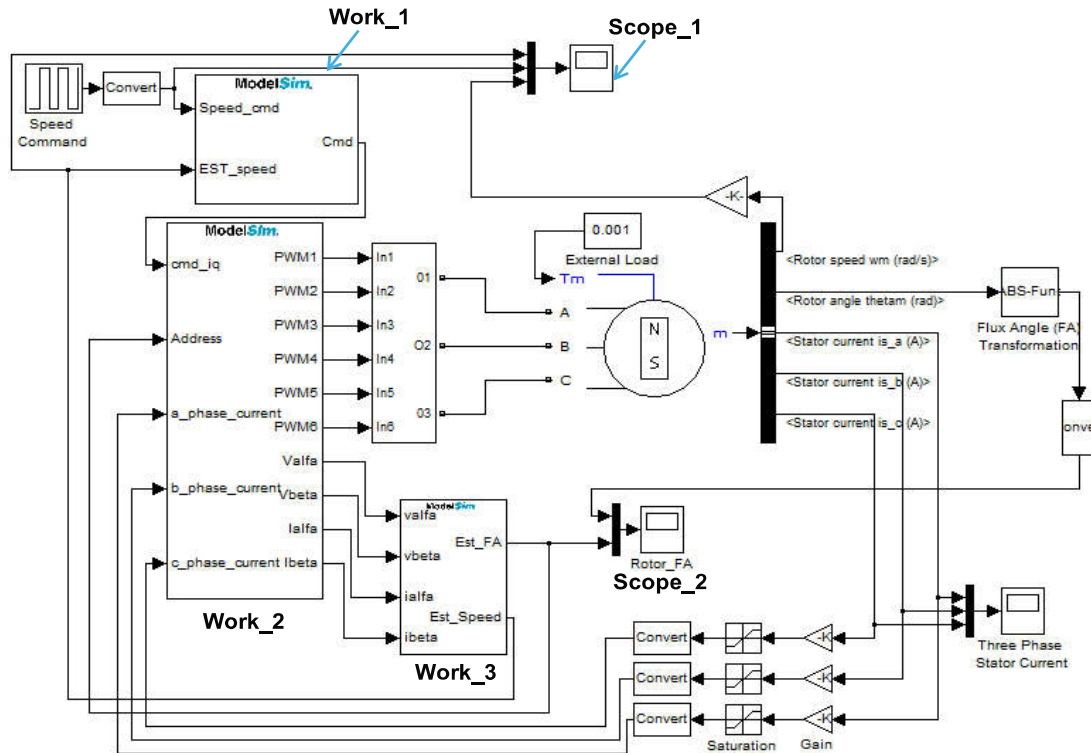 Work_1
Scope_1
ModelSim.
Convert
Speed_cmd
Speed
Command
Cmd
EST_speed
-K-
ModelSim.
0.001
External Load
cmd_iq
PWM1
In1
01
Tm
<Rotor speed wm (rad/s)>
PWM2
In2
A
<Rotor angle thetam (rad)>
ABS-Func
Flux Angle (FA)
Transformation
Address
PWM3
In3
O2
B
N
S
m
<Stator current is_a (A)>
PWM4
In4
<Stator current is_b (A)>
PWM5
In5
C
a_phase_current
PWM6
In6
03
<Stator current is_c (A)>
onve
Valfa
b_phase_current
Vbeta
ModelSim
valfa
Ialfa
Est_FA
vbeta
Rotor_FA
c_phase_current
Ibeta
Scope_2
ialfa
Work_2
Est_Speed
ibeta
Work_3
Convert
-K
Three Phase
Stator Current
Convert
-K
Convert
-K
Saturation
Gain